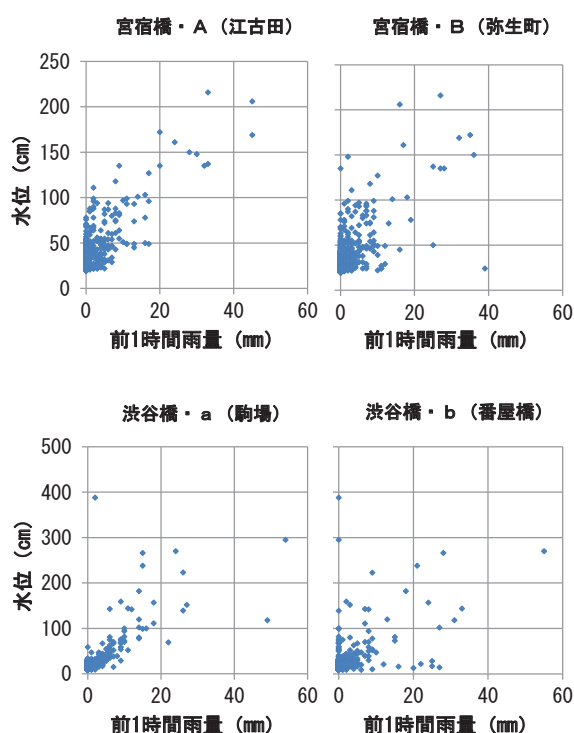 宮宿橋・A（江古田）
宮宿橋・B（弥生町）
250
200
150
100
50
0
水位（cm）
0 20 40 60
0 20 40 60
前1時間雨量（mm）
前1時間雨量（mm）
渋谷橋・a（駒場）
渋谷橋・b（番屋橋）
500
400
300
200
100
0
水位（cm）
0 20 40 60
0 20 40 60
前1時間雨量（mm）
前1時間雨量（mm）